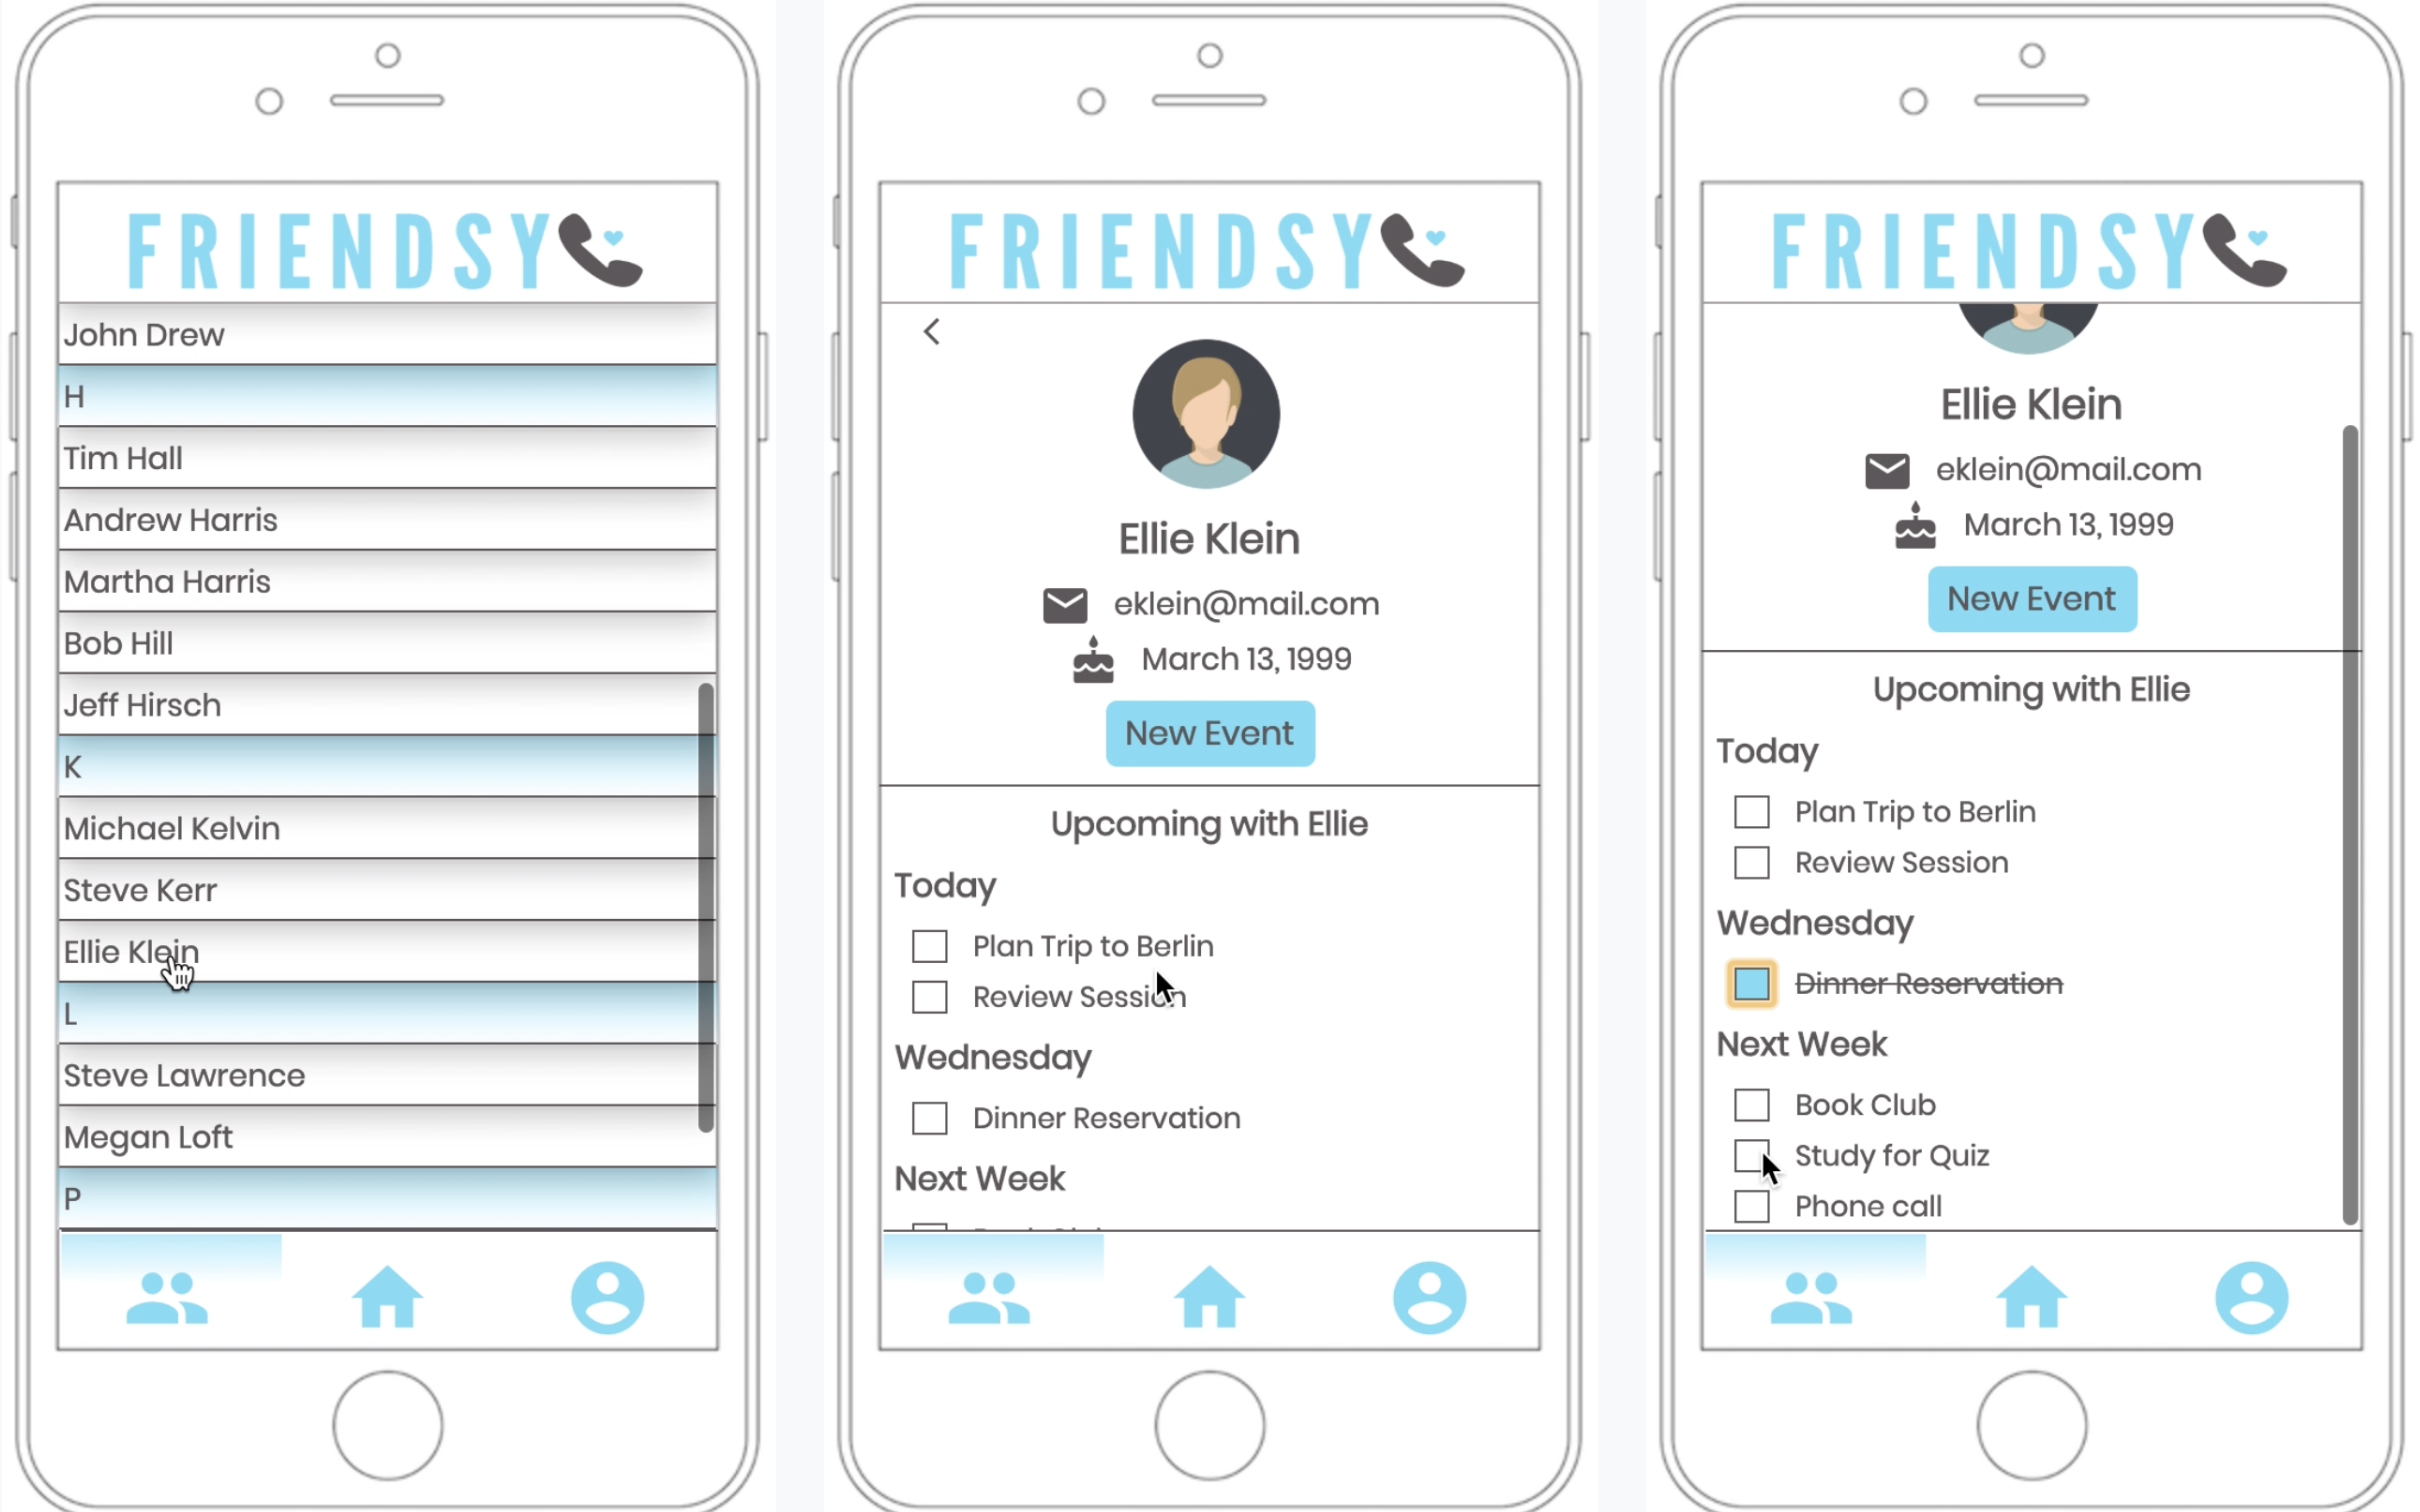 FRIENDSY
John Drew
H
Tim Hall
Andrew Harris
Martha Harris
Bob Hill
Jeff Hirsch
K
Michael Kelvin
Steve Kerr
Ellie Klein
L
Steve Lawrence
Megan Loft
P
FRIENDSY
Ellie Klein
eklein@mail.com
March 13, 1999
New Event
Upcoming with Ellie
Today
Plan Trip to Berlin
Review Session
Wednesday
Dinner Reservation
Next Week
FRIENDSY
Ellie Klein
eklein@mail.com
March 13, 1999
New Event
Upcoming with Ellie
Today
Plan Trip to Berlin
Review Session
Wednesday
Dinner Reservation
Next Week
Book Club
Study for Quiz
Phone call